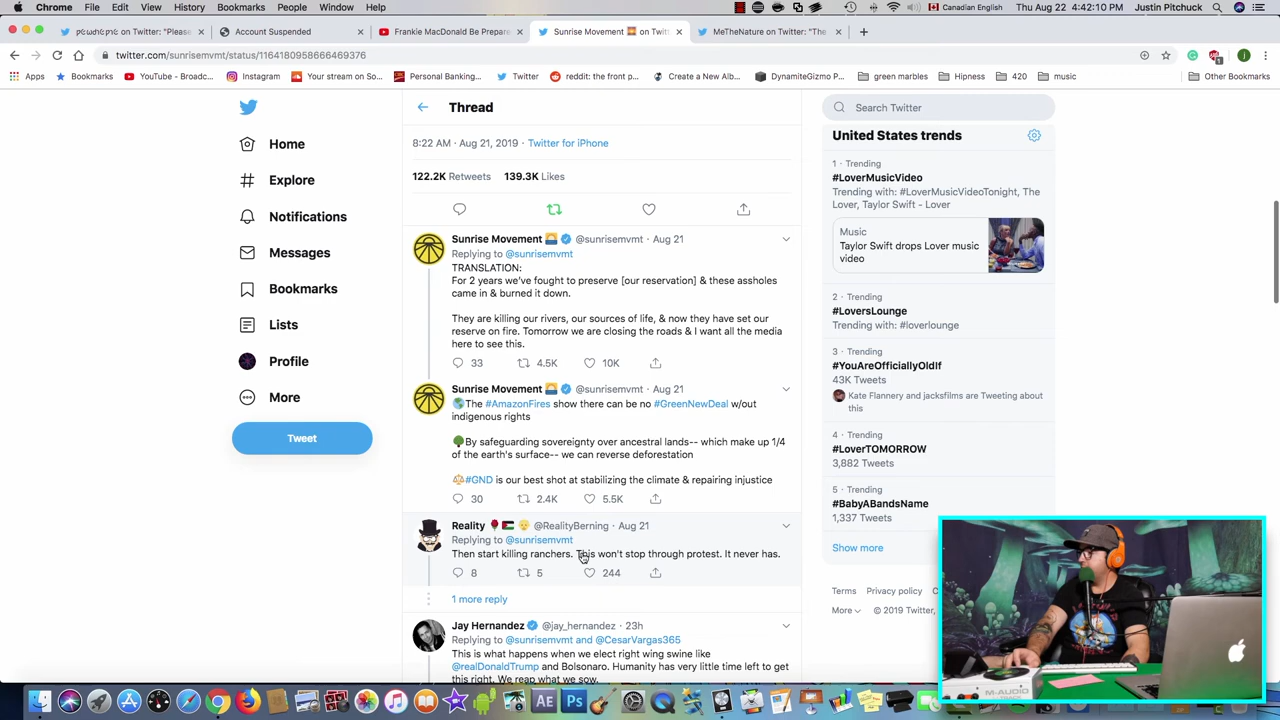 Chrome File Edit View History Bookmarks People Window Help
Canadian English Thu Aug 22 4:42:10 PM Justin Pitchuck
on Twitter: "Please
Account Suspended
Frankie MacDonald Be Prepare
Sunrise Movement 🌅 on Twit
MeTheNature on Twitter: "The
twitter.com/sunrisemvmt/status/1164180958666469376
Apps Bookmarks YouTube - Broadc... Instagram Your stream on So... Personal Banking... Twitter reddit: the front p... Create a New Alb... DynamiteGizmo P... green marbles Hipness 420 music Other Bookmarks
Home
Explore
Notifications
Messages
Bookmarks
Lists
Profile
More
Tweet
Thread
8:22 AM · Aug 21, 2019 · Twitter for iPhone
122.2K Retweets 139.3K Likes
Sunrise Movement 🌅 @sunrisemvmt · Aug 21
Replying to @sunrisemvmt
TRANSLATION:
For 2 years we've fought to preserve [our reservation] & these assholes
came in & burned it down.
They are killing our rivers, our sources of life, & now they have set our
reserve on fire. Tomorrow we are closing the roads & I want all the media
here to see this.
33 4.5K 10K
Sunrise Movement 🌅 @sunrisemvmt · Aug 21
🌎The #AmazonFires show there can be no #GreenNewDeal w/out
indigenous rights
🌳By safeguarding sovereignty over ancestral lands-- which make up 1/4
of the earth's surface-- we can reverse deforestation
⚖️#GND is our best shot at stabilizing the climate & repairing injustice
30 2.4K 5.5K
Reality 🌹 @RealityBerning · Aug 21
Replying to @sunrisemvmt
Then start killing ranchers. This won't stop through protest. It never has.
8 5 244
1 more reply
Jay Hernandez @jay_hernandez · 23h
Replying to @sunrisemvmt and @CesarVargas365
This is what happens when we elect right wing swine like
@realDonaldTrump and Bolsonaro. Humanity has very little time left to get
this right. We reap what we sow.
Search Twitter
United States trends
1 · Trending
#LoverMusicVideo
Trending with: #LoverMusicVideoTonight, The
Lover, Taylor Swift - Lover
Music
Taylor Swift drops Lover music
video
2 · Trending
#LoversLounge
Trending with: #loverlounge
3 · Trending
#YouAreOfficiallyOldIf
43K Tweets
Kate Flannery and jacksfilms are Tweeting about
this
4 · Trending
#LoverTOMORROW
3,882 Tweets
5 · Trending
#BabyABandsName
1,337 Tweets
Show more
Terms Privacy policy
More © 2019 Twitter,
M-AUDIO
AE Ps